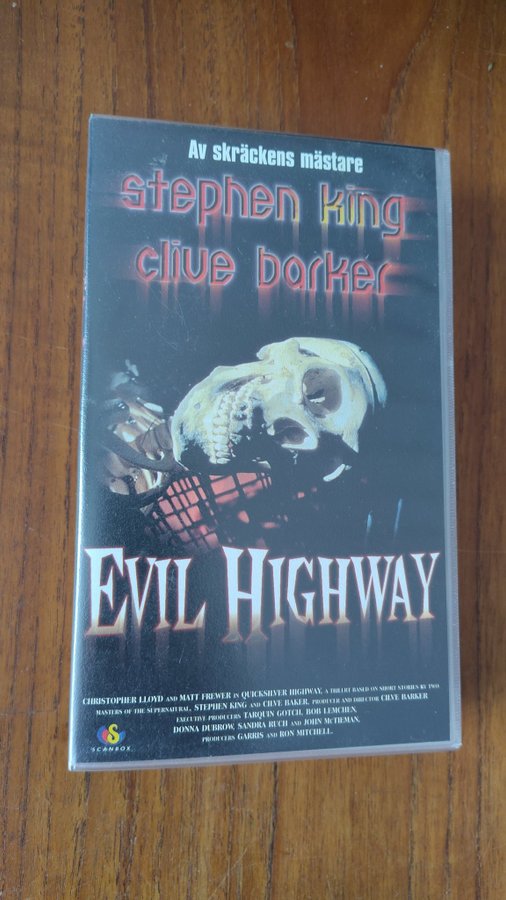 Av skräckens mästare
stephen king
clive barker
EVIL HIGHWAY
CHRISTOPHER LLOYD AND MATT FREWER IN QUICKSILVER HIGHWAY, A THRILLER BASED ON SHORT STORIES BY TWO
MASTERS OF THE SUPERNATURAL, STEPHEN KING AND CLIVE BAKER. PRODUCER AND DIRECTOR CLIVE BARKER
EXECUTIVE PRODUCERS TARQUIN GOTCH, BOB LEMCHEN,
DONNA DUBROW, SANDRA RUCH AND JOHN McTIEMAN.
PRODUCERS GARRIS AND RON MITCHELL.
S
SCANBOX